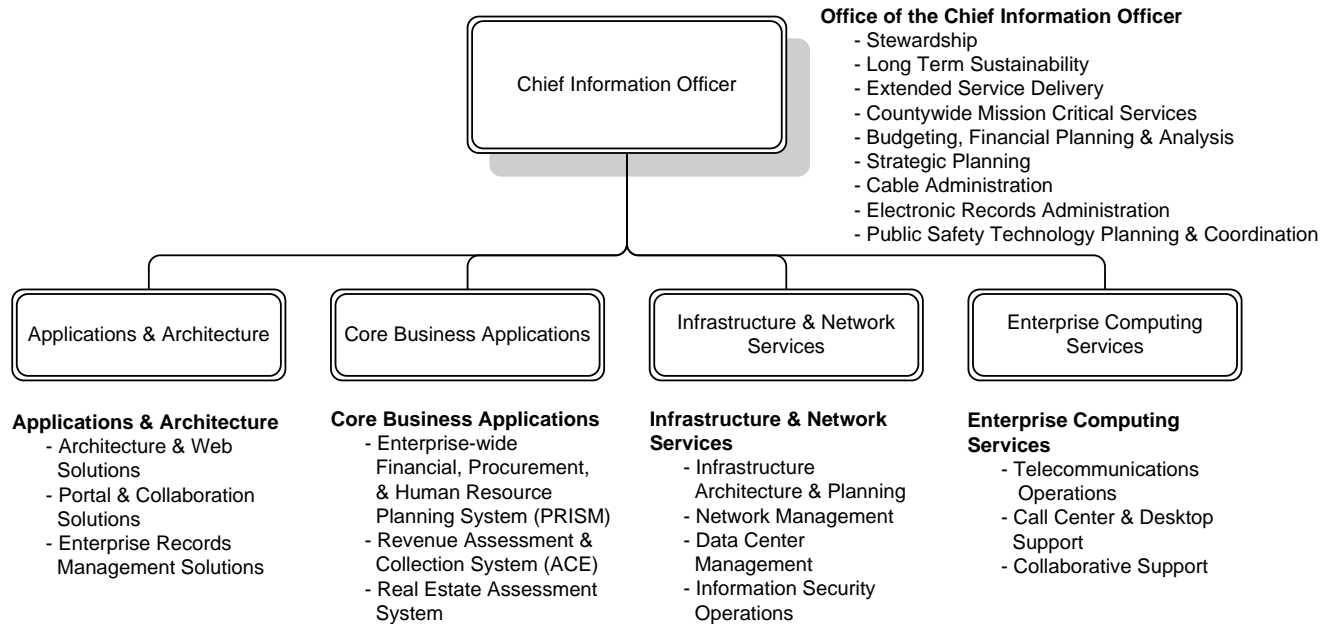 Chief Information Officer
Office of the Chief Information Officer
- Stewardship
- Long Term Sustainability
- Extended Service Delivery
- Countywide Mission Critical Services
- Budgeting, Financial Planning & Analysis
- Strategic Planning
- Cable Administration
- Electronic Records Administration
- Public Safety Technology Planning & Coordination
Applications & Architecture
Core Business Applications
Infrastructure & Network
Services
Enterprise Computing
Services
Applications & Architecture
- Architecture & Web
Solutions
- Portal & Collaboration
Solutions
- Enterprise Records
Management Solutions
Core Business Applications
- Enterprise-wide
Financial, Procurement,
& Human Resource
Planning System (PRISM)
- Revenue Assessment &
Collection System (ACE)
- Real Estate Assessment
System
Infrastructure & Network
Services
- Infrastructure
Architecture & Planning
- Network Management
- Data Center
Management
- Information Security
Operations
Enterprise Computing
Services
- Telecommunications
Operations
- Call Center & Desktop
Support
- Collaborative Support